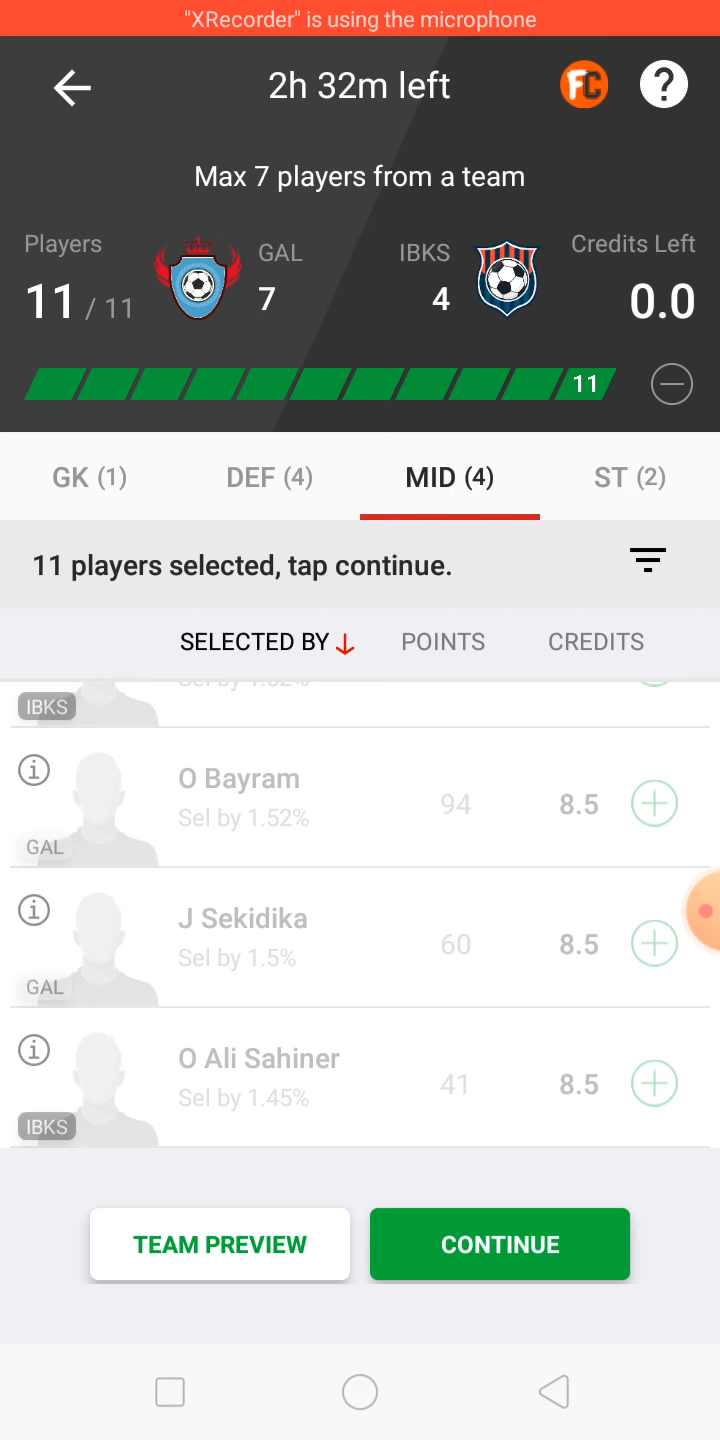 "XRecorder" is using the microphone
2h 32m left
FC
?
Max 7 players from a team
Players
GAL
IBKS
Credits Left
11 / 11
7
4
0.0
11
GK (1)
DEF (4)
MID (4)
ST (2)
11 players selected, tap continue.
SELECTED BY
POINTS
CREDITS
IBKS
O Bayram
Sel by 1.52%
94
8.5
GAL
J Sekidika
Sel by 1.5%
60
8.5
GAL
O Ali Sahiner
Sel by 1.45%
41
8.5
IBKS
TEAM PREVIEW
CONTINUE